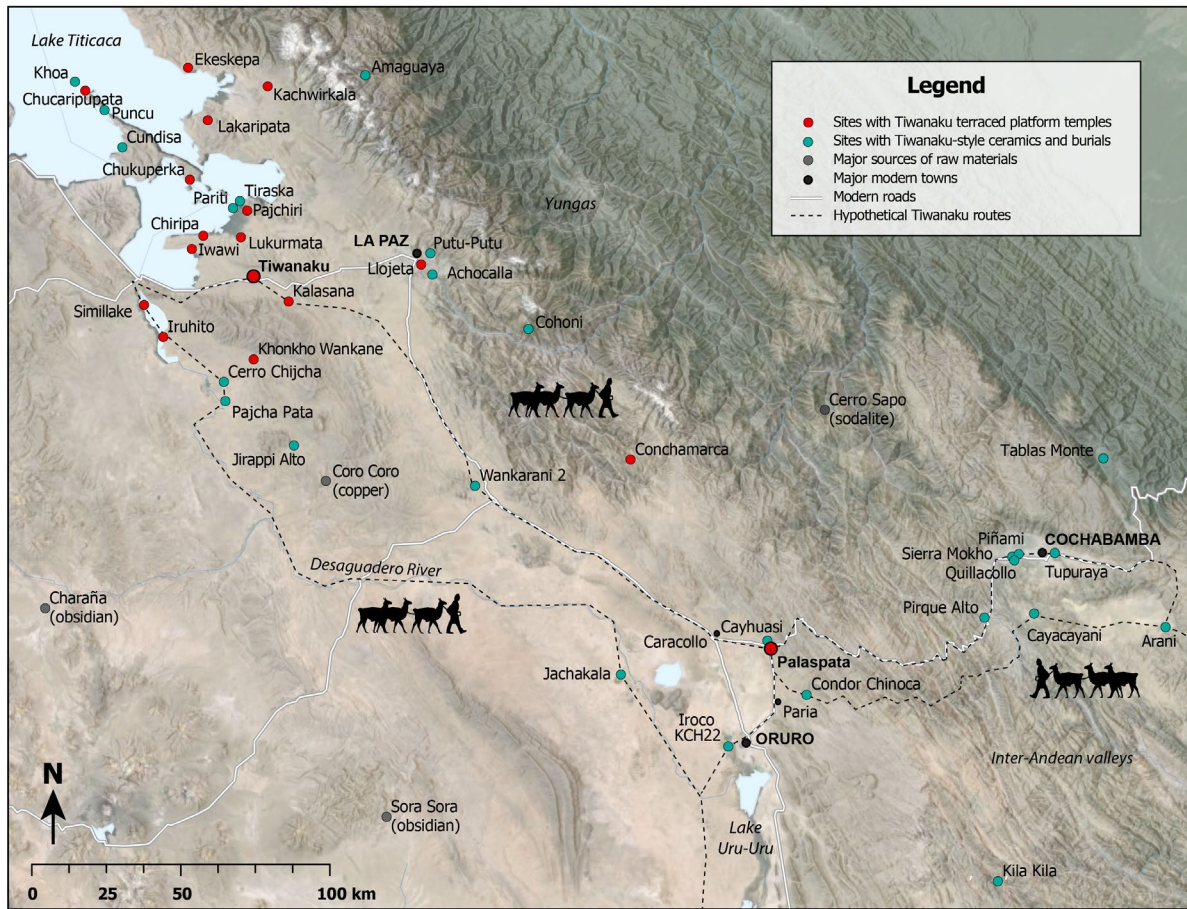 Lake Titicaca
Ekeskepa
Khoa
Amaguaya
Kachwirkala
Chucaripupata
Puncu
Lakaripata
Cundisa
Chukuperka
Tiraska
Pariti
Pajchiri
Chiripa
Lukurmata
Iwawi
LA PAZ
Putu-Putu
Tiwanaku
Llojeta
Achocalla
Kalasana
Simillake
Iruhito
Cohoni
Khonkho Wankane
Cerro Chijcha
Pajcha Pata
Jirappi Alto
Coro Coro
(copper)
Wankarani 2
Conchamarca
Cerro Sapo
(sodalite)
Yungas
Legend
Sites with Tiwanaku terraced platform temples
Sites with Tiwanaku-style ceramics and burials
Major sources of raw materials
Major modern towns
Modern roads
Hypothetical Tiwanaku routes
Tablas Monte
Piñami
COCHABAMBA
Sierra Mokho
Quillacollo
Tupuraya
Desaguadero River
Charaña
(obsidian)
Pirque Alto
Cayhuasi
Caracollo
Cayacayani
Arani
Palaspata
Jachakala
Condor Chinoca
Paria
Iroco
KCH22
ORURO
Inter-Andean valleys
N
Sora Sora
(obsidian)
Lake
Uru-Uru
Kila Kila
0 25 50 100 km